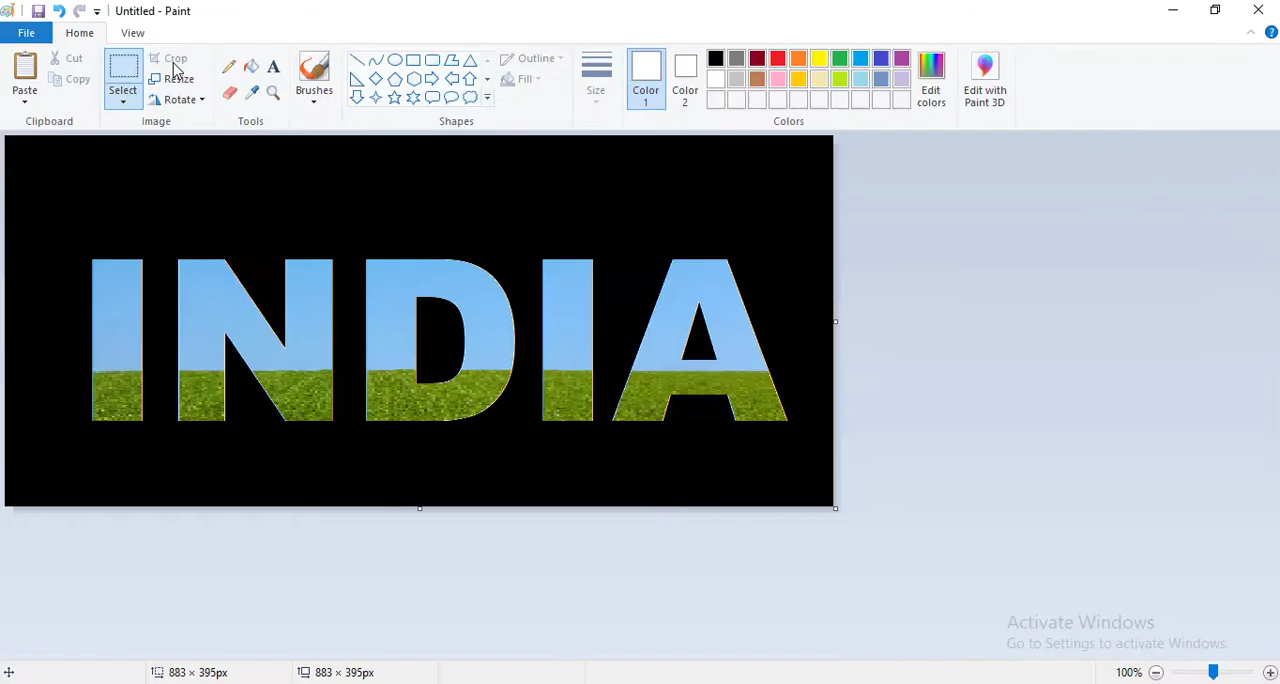 Untitled - Paint
File
Home
View
Paste
Cut
Copy
Clipboard
Select
Crop
Resize
Rotate
Image
A
Tools
Brushes
Shapes
Outline
Fill
Size
Color
1
Color
2
Colors
Edit
colors
Edit with
Paint 3D
INDIA
Activate Windows
Go to Settings to activate Windows.
883 × 395px
883 × 395px
100%